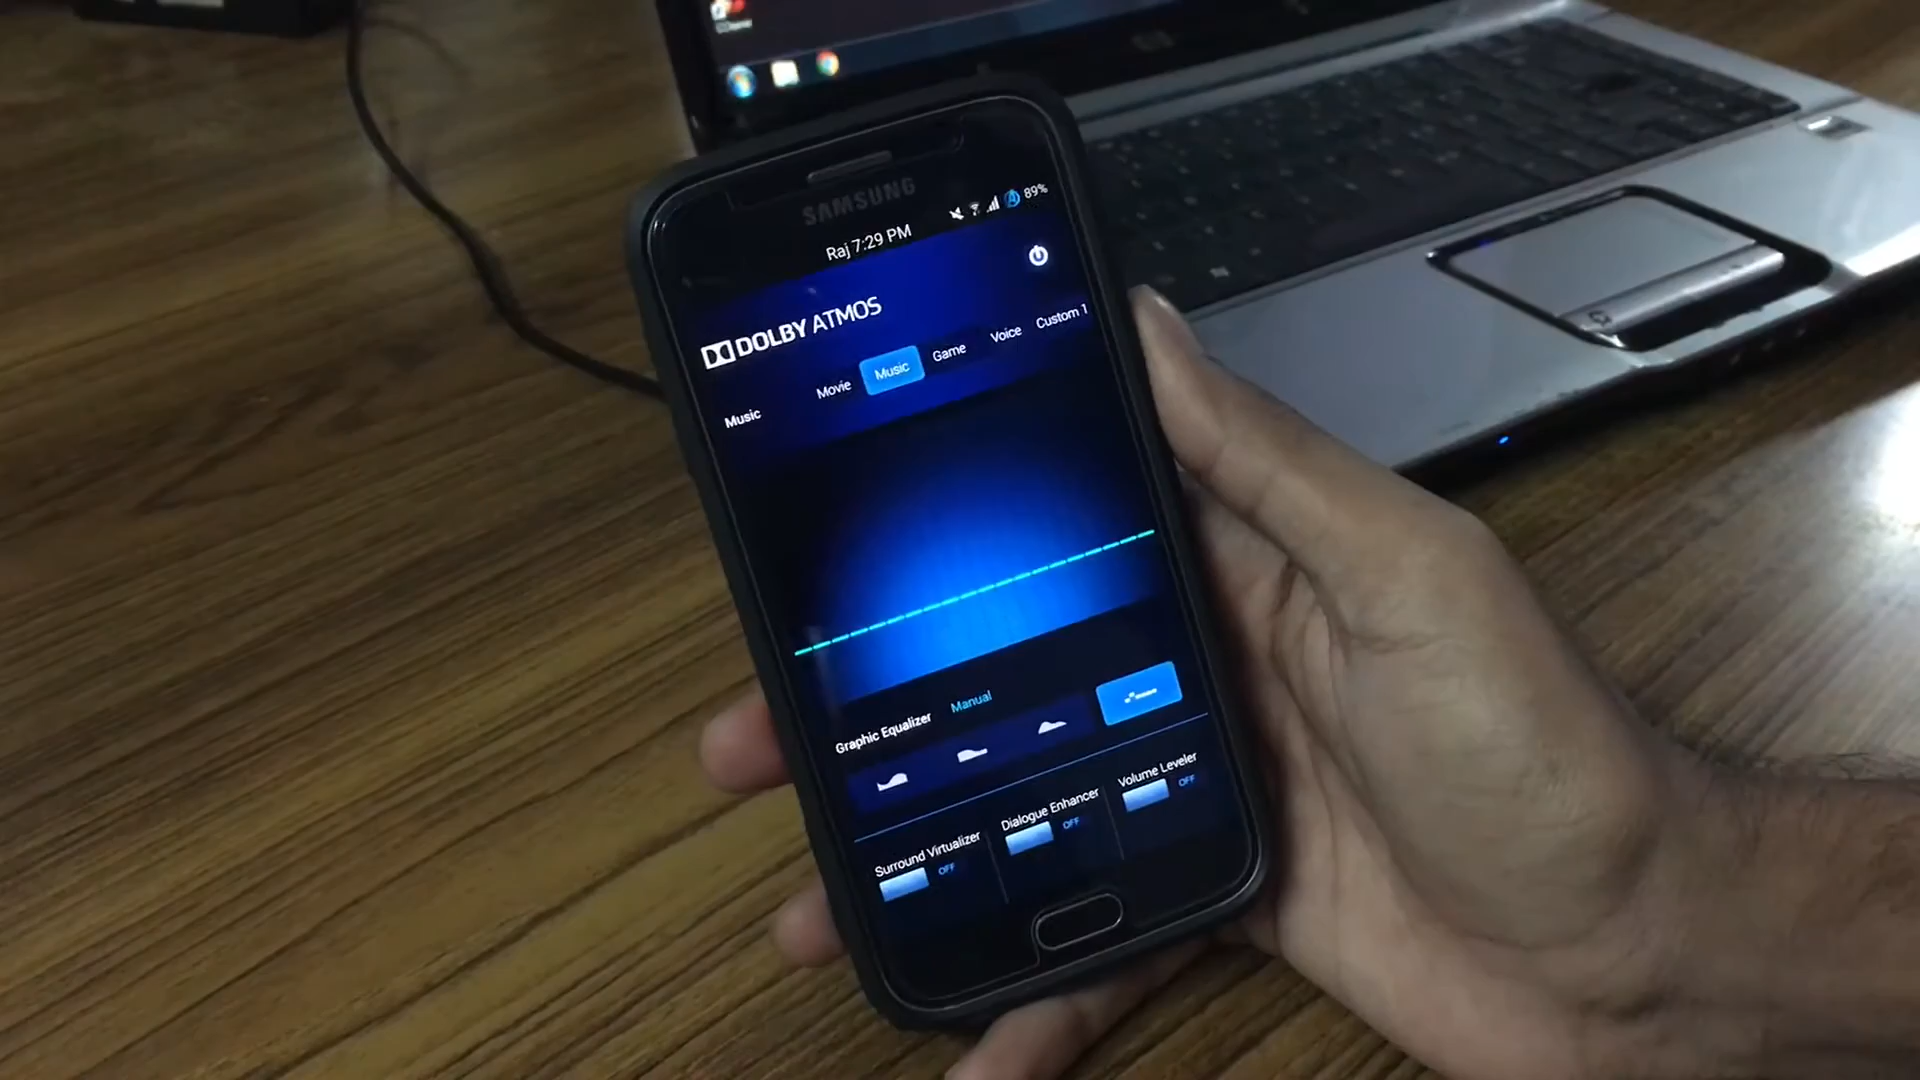 SAMSUNG
89%
Raj 7:29 PM
DOLBY ATMOS
Music
Movie
Music
Game
Voice
Custom 1
Graphic Equalizer
Manual
Surround Virtualizer
OFF
Dialogue Enhancer
OFF
Volume Leveler
OFF
hp